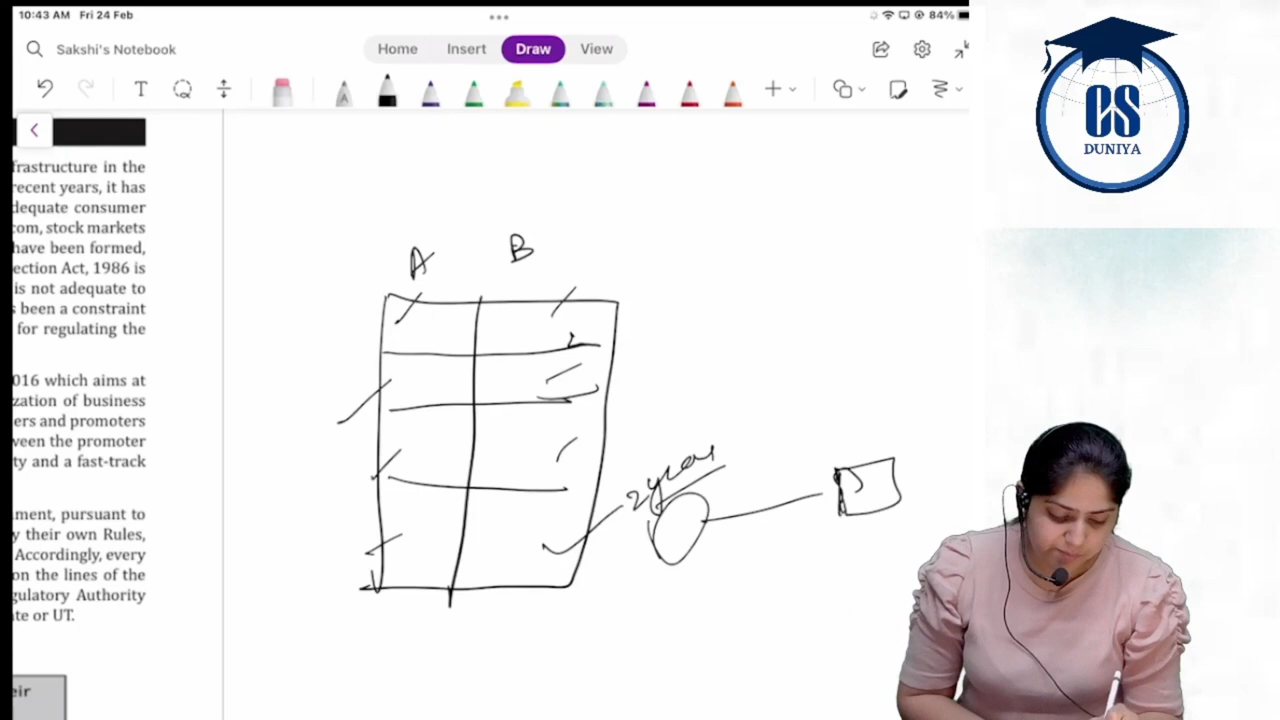 10:43 AM Fri 24 Feb
84%
Sakshi's Notebook
Home Insert Draw View
T
A
frastructure in the
recent years, it has
dequate consumer
com, stock markets
have been formed,
ection Act, 1986 is
is not adequate to
s been a constraint
for regulating the
016 which aims at
zation of business
ers and promoters
ween the promoter
ty and a fast-track
ment, pursuant to
y their own Rules,
Accordingly, every
on the lines of the
gulatory Authority
te or UT.
eir
A B
2 year
CS
DUNIYA